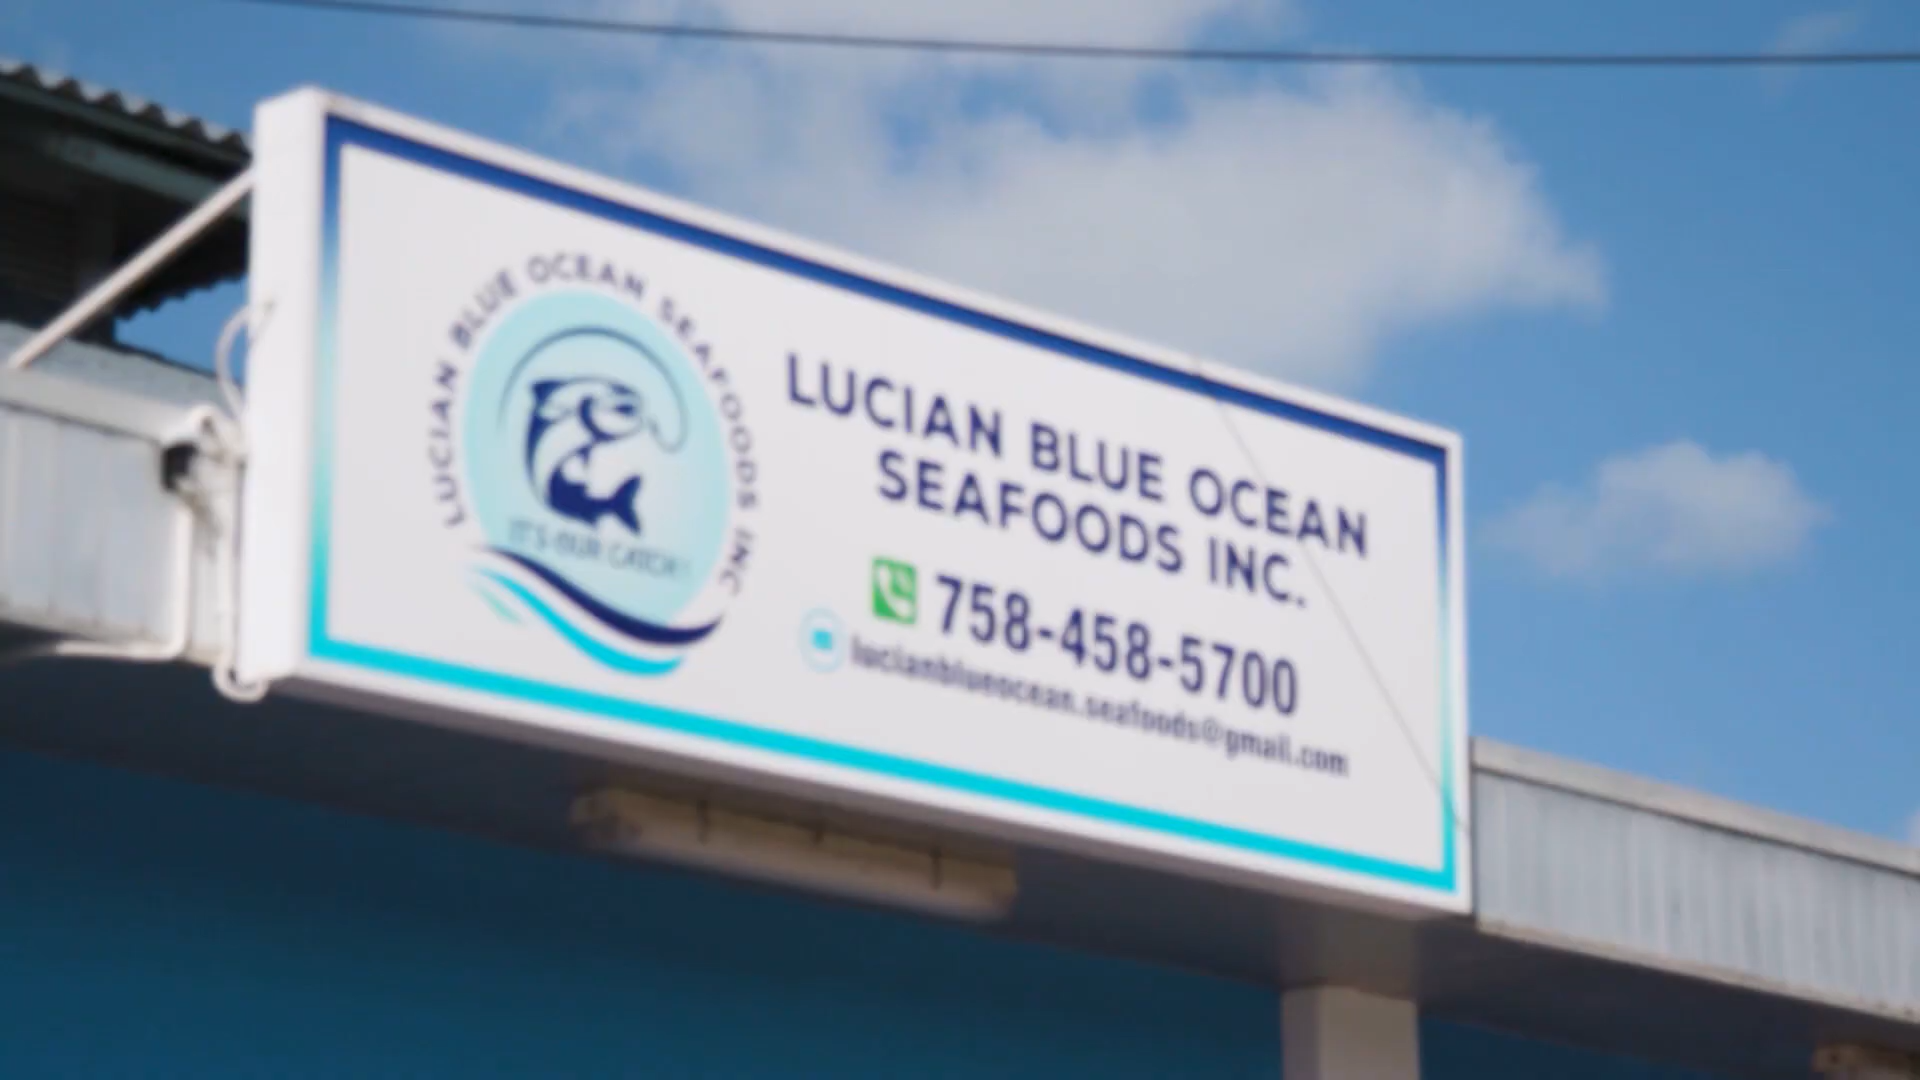 LUCIAN BLUE OCEAN SEAFOODS INC
IT'S OUR CATCH!
LUCIAN BLUE OCEAN
SEAFOODS INC.
758-458-5700
lucianblueocean.seafoods@gmail.com